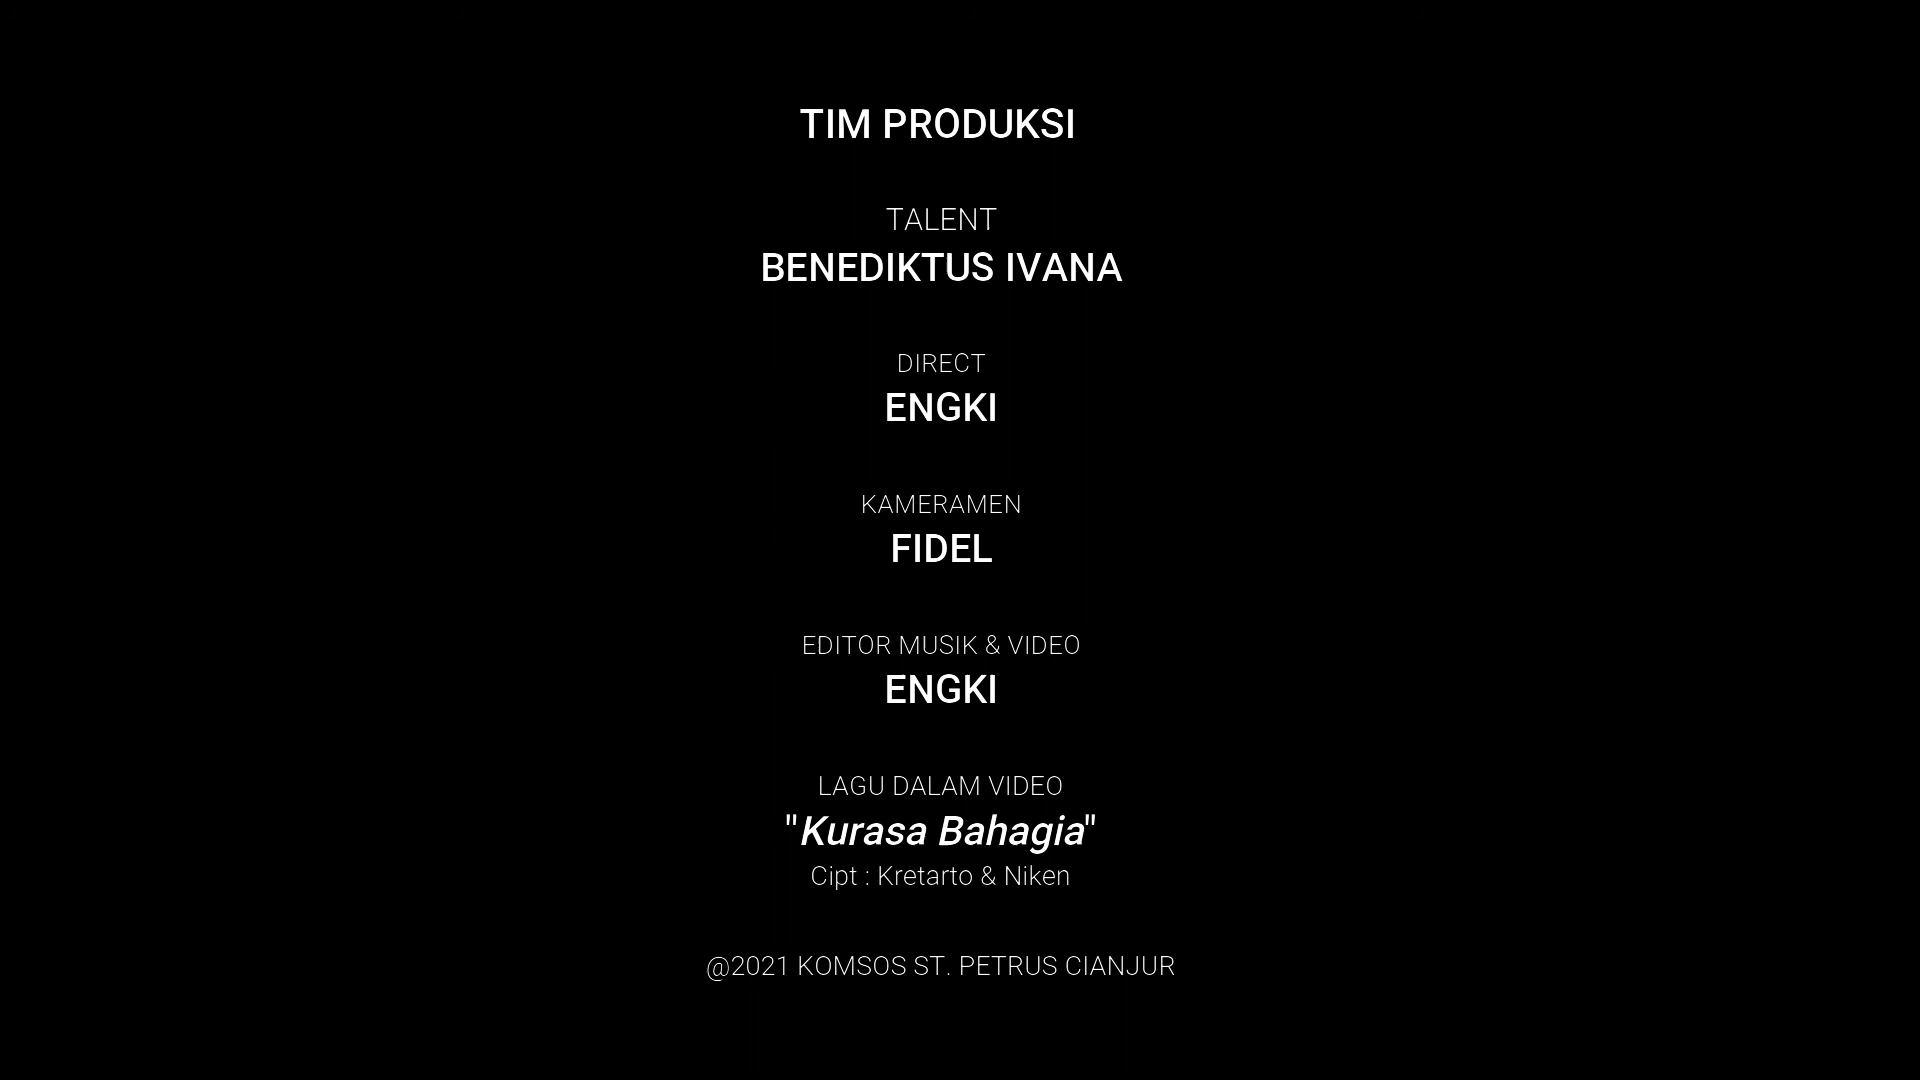 TIM PRODUKSI
TALENT
BENEDIKTUS IVANA
DIRECT
ENGKI
KAMERAMEN
FIDEL
EDITOR MUSIK & VIDEO
ENGKI
LAGU DALAM VIDEO
"Kurasa Bahagia"
Cipt : Kretarto & Niken
@2021 KOMSOS ST. PETRUS CIANJUR